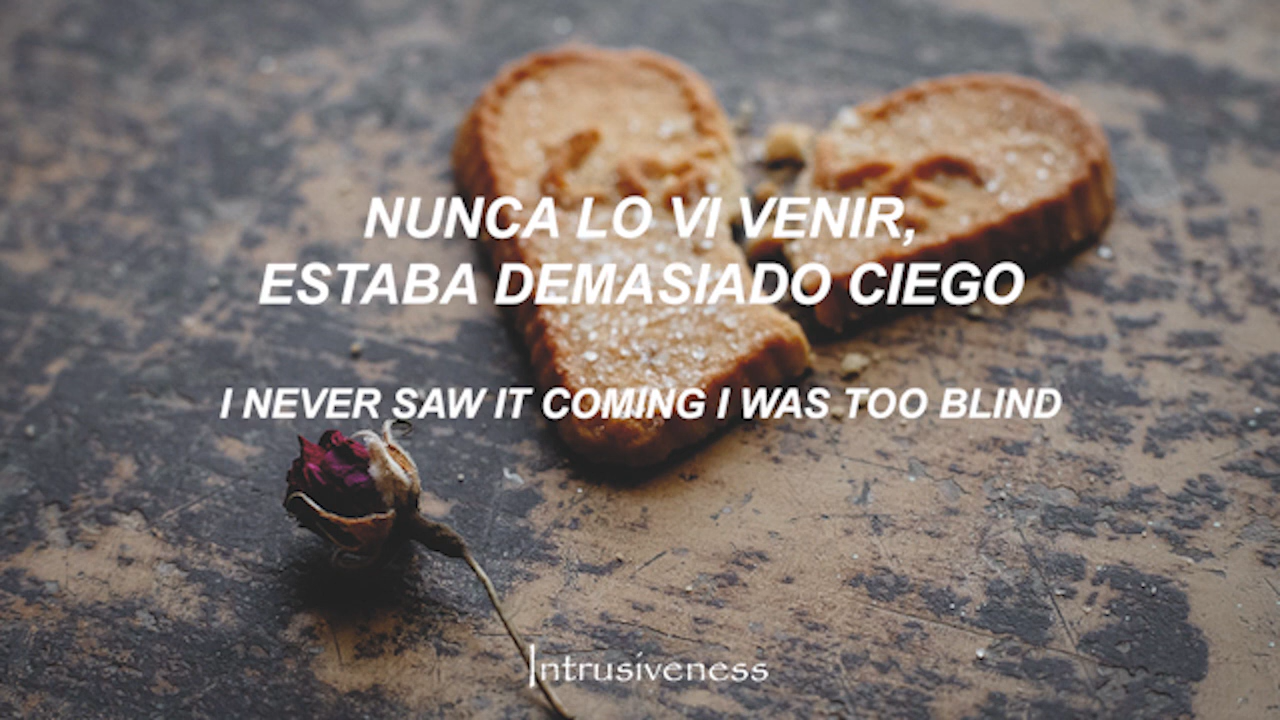 NUNCA LO VI VENIR,
ESTABA DEMASIADO CIEGO
I NEVER SAW IT COMING I WAS TOO BLIND
Intrusiveness